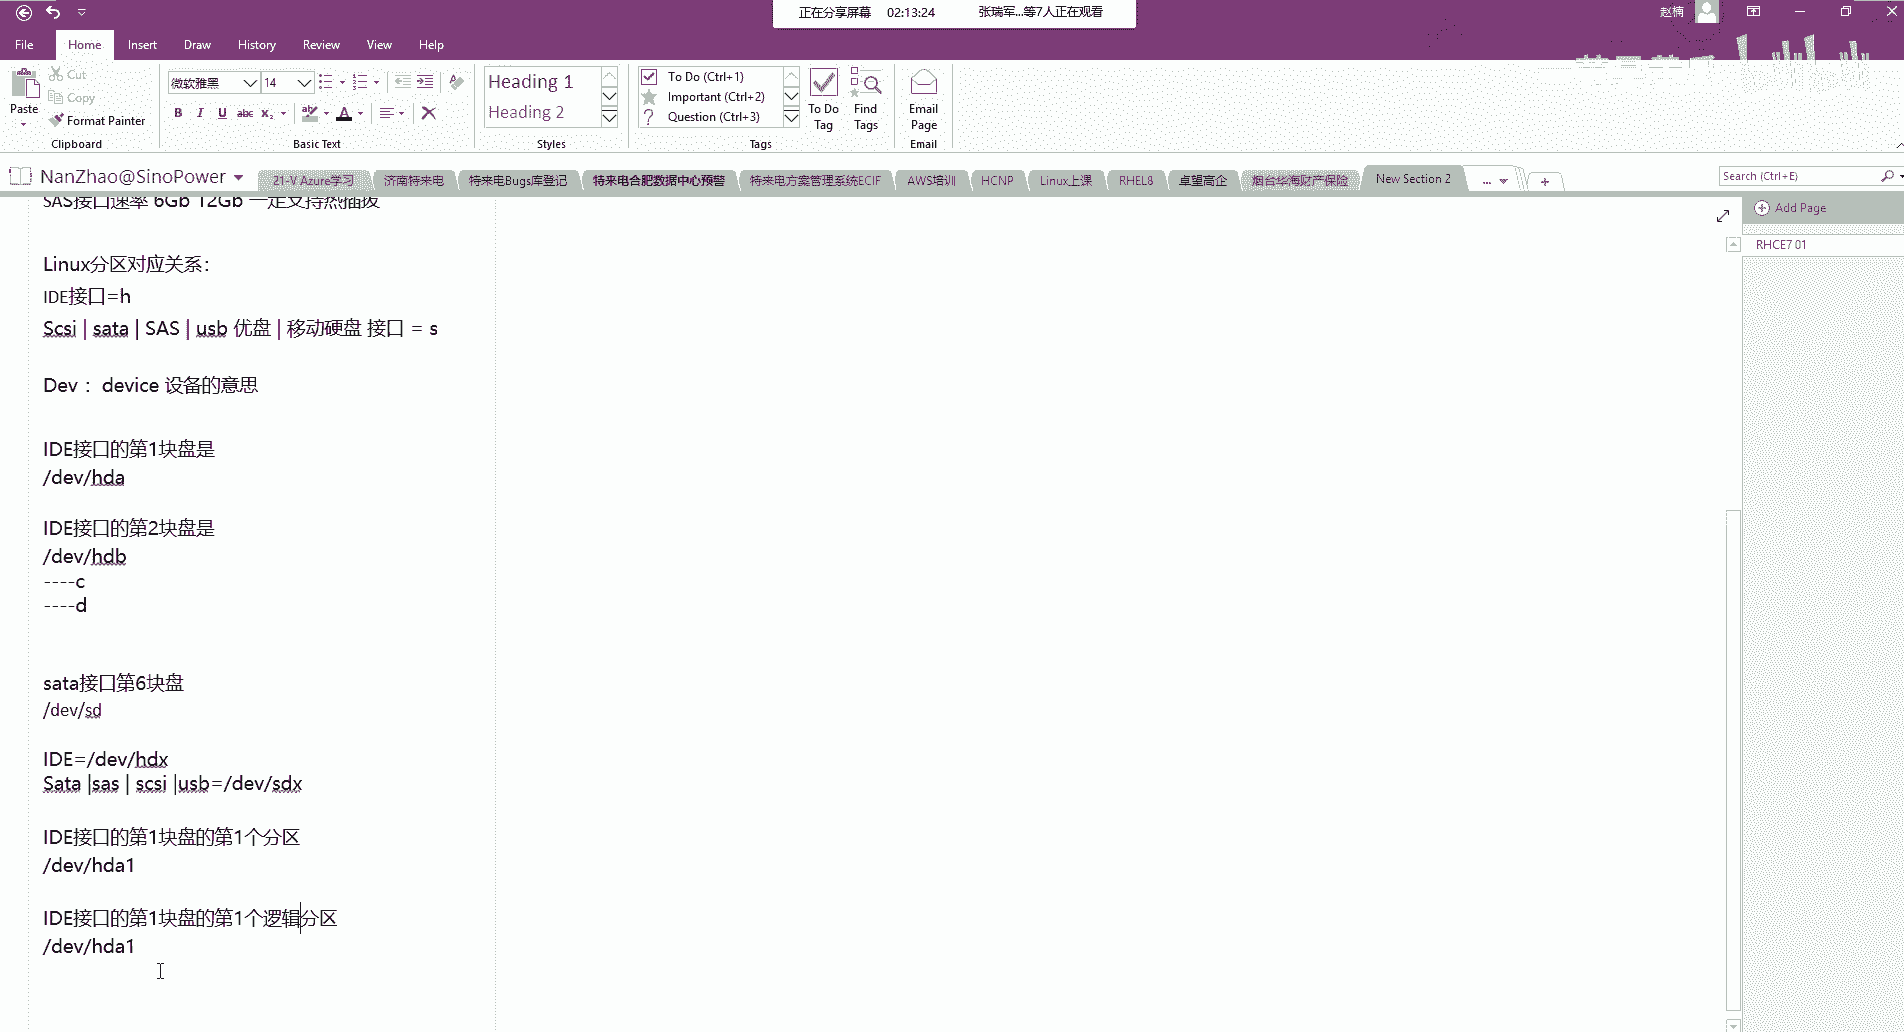 正在分享屏幕 02:13:24 张瑞军...等7人正在观看
赵楠
File Home Insert Draw History Review View Help
Paste
Cut
Copy
Format Painter
Clipboard
微软雅黑 14
B I U abc x₂ A
Basic Text
Heading 1
Heading 2
Styles
To Do (Ctrl+1)
Important (Ctrl+2)
Question (Ctrl+3)
To Do Tag
Find Tags
Tags
Email Page
Email
NanZhao@SinoPower
21-V Azure学习 济南特来电 特来电Bugs库登记 特来电合肥数据中心预警 特来电方案管理系统ECIF AWS培训 HCNP Linux上课 RHEL8 卓望高企 烟台华海财产保险 New Section 2 ...
Search (Ctrl+E)
Add Page
RHCE7 01
SAS接口速率 6Gb 12Gb 一定支持热插拔
Linux分区对应关系：
IDE接口=h
Scsi | sata | SAS | usb 优盘 | 移动硬盘 接口 = s
Dev： device 设备的意思
IDE接口的第1块盘是
/dev/hda
IDE接口的第2块盘是
/dev/hdb
----c
----d
sata接口第6块盘
/dev/sd
IDE=/dev/hdx
Sata |sas | scsi |usb=/dev/sdx
IDE接口的第1块盘的第1个分区
/dev/hda1
IDE接口的第1块盘的第1个逻辑分区
/dev/hda1